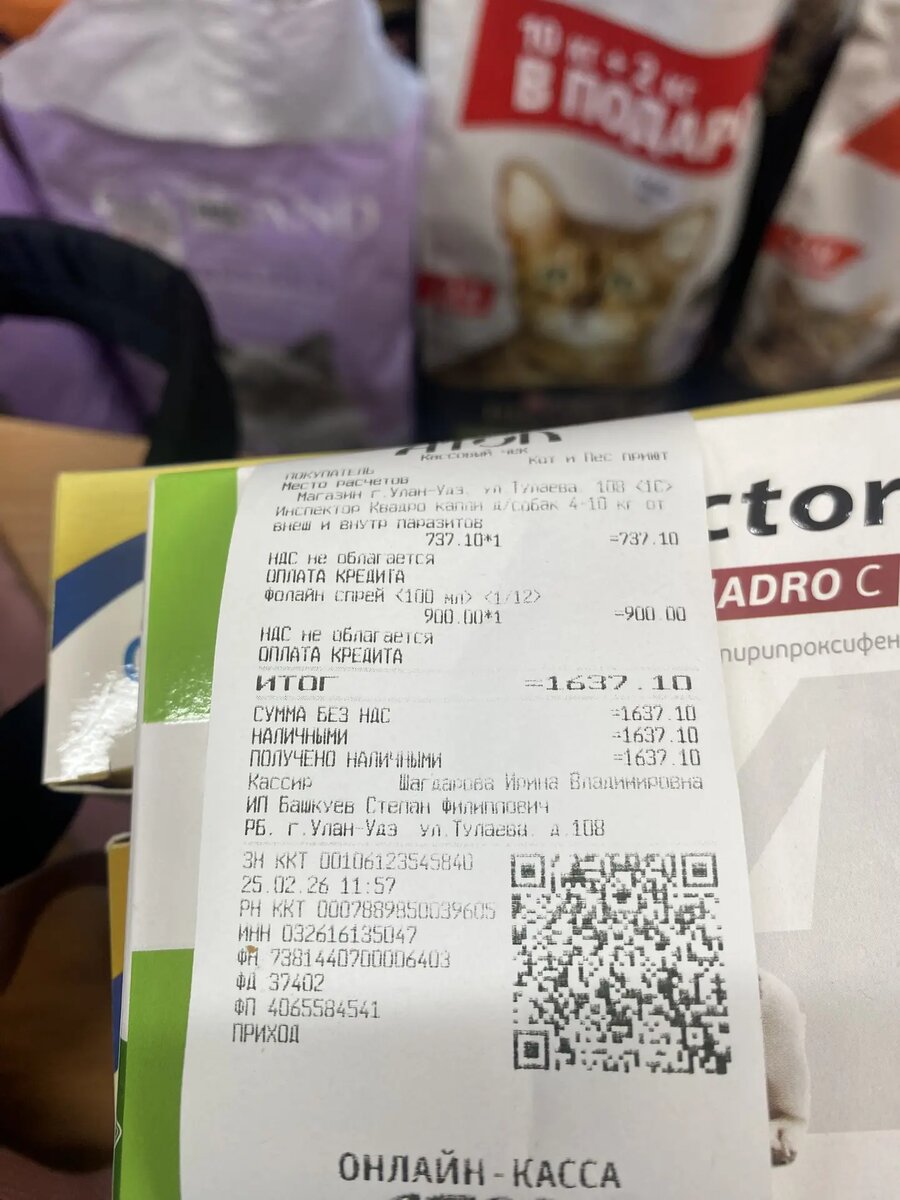 10 кг + 2 кг
В ПОДАР
АТОЛ
Кассовый чек
ПОКУПАТЕЛЬ Кот и Пес ПРИЮТ
Место расчетов
Магазин г.Улан-Удэ, ул.Тулаева, 108 <1С>
Инспектор Квадро капли д/собак 4-10 кг от
внеш и внутр паразитов
737.10*1 =737.10
НДС не облагается
ОПЛАТА КРЕДИТА
Фолайн спрей <100 мл> <1/12>
900.00*1 =900.00
НДС не облагается
ОПЛАТА КРЕДИТА
ИТОГ =1637.10
СУММА БЕЗ НДС =1637.10
НАЛИЧНЫМИ =1637.10
ПОЛУЧЕНО НАЛИЧНЫМИ =1637.10
Кассир Шагдарова Ирина Владимировна
ИП Башкуев Степан Филиппович
РБ. г.Улан-Удэ ул.Тулаева, д.108
ЗН ККТ 00106123545840
25.02.26 11:57
РН ККТ 0007889850039605
ИНН 032616135047
ФН 7381440700006403
ФД 37402
ФП 4065584541
ПРИХОД
ОНЛАЙН-КАССА
ctor
ADRO C
пирипроксифен